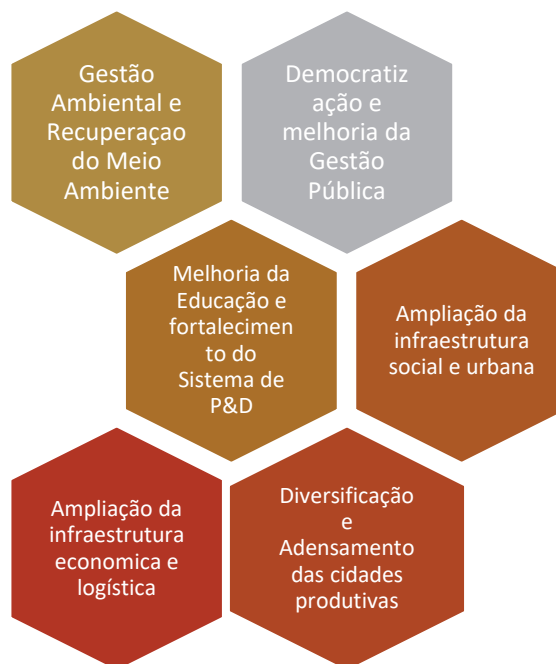 Gestão
Ambiental e
Recuperaçao
do Meio
Ambiente
Democratiz
ação e
melhoria da
Gestão
Pública
Melhoria da
Educação e
fortalecimen
to do
Sistema de
P&D
Ampliação da
infraestrutura
social e urbana
Ampliação da
infraestrutura
economica e
logística
Diversificação
e
Adensamento
das cidades
produtivas